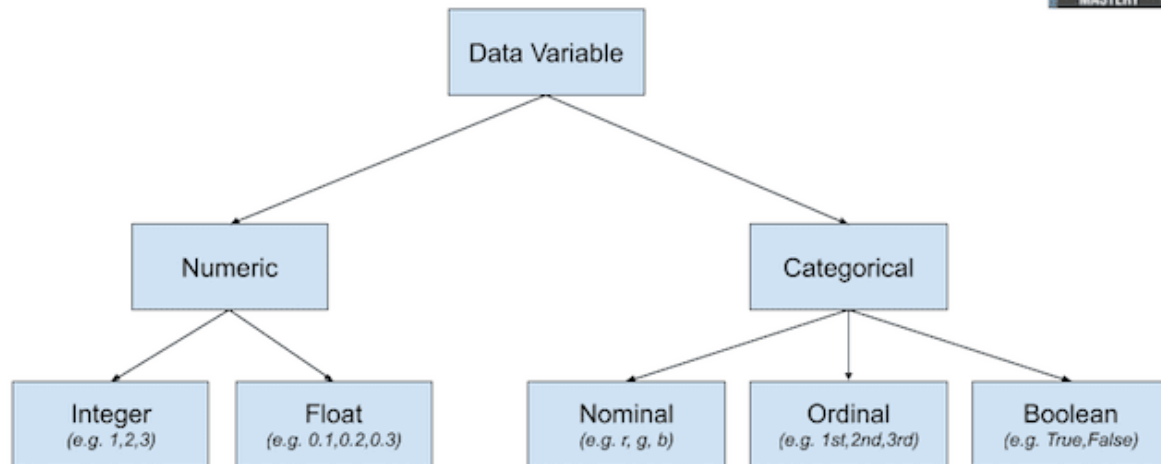 MASTERY
Data Variable
Numeric
Categorical
Integer
(e.g. 1,2,3)
Float
(e.g. 0.1,0.2,0.3)
Nominal
(e.g. r, g, b)
Ordinal
(e.g. 1st,2nd,3rd)
Boolean
(e.g. True,False)